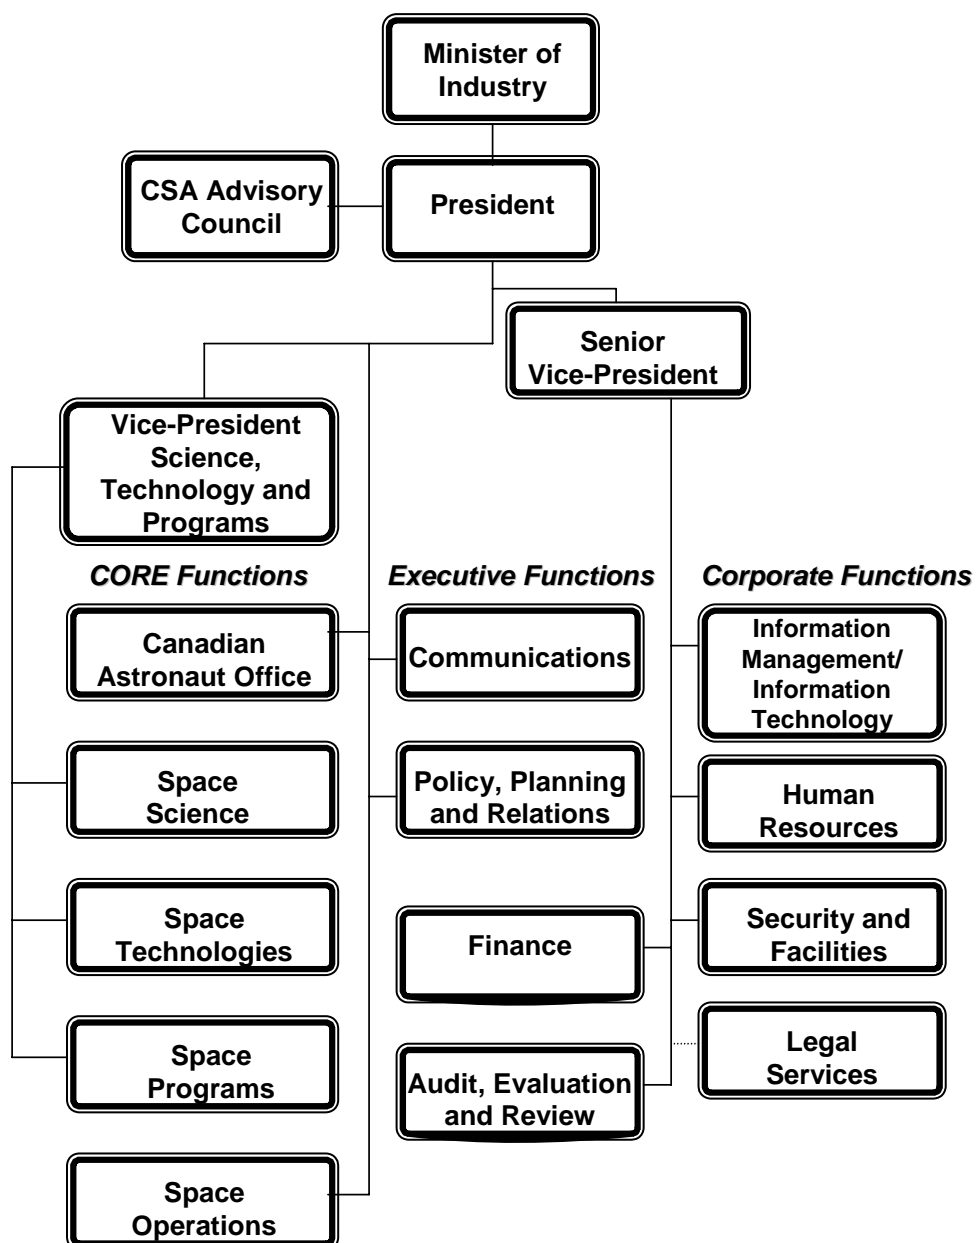 Minister of
Industry
CSA Advisory
Council
President
Senior
Vice-President
Vice-President
Science,
Technology and
Programs
CORE Functions
Executive Functions
Corporate Functions
Canadian
Astronaut Office
Communications
Information
Management/
Information
Technology
Space
Science
Policy, Planning
and Relations
Human
Resources
Space
Technologies
Finance
Security and
Facilities
Space
Programs
Audit, Evaluation
and Review
Legal
Services
Space
Operations